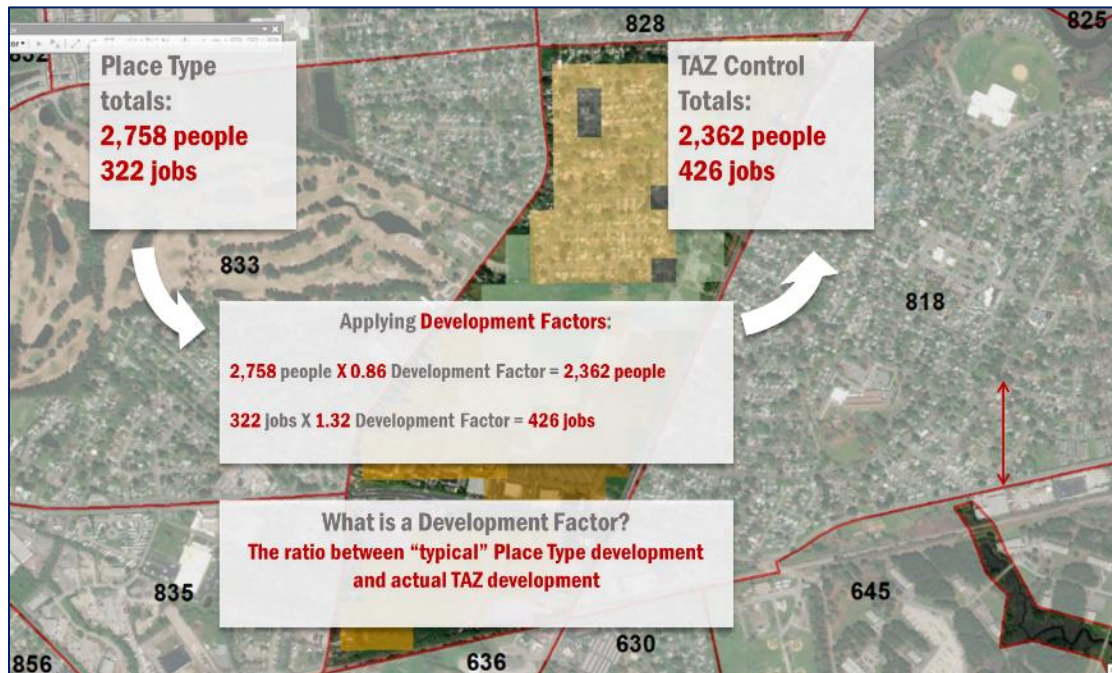 828
825
832
Place Type
totals:
2,758 people
322 jobs
TAZ Control
Totals:
2,362 people
426 jobs
833
818
Applying Development Factors:
2,758 people X 0.86 Development Factor = 2,362 people
322 jobs X 1.32 Development Factor = 426 jobs
What is a Development Factor?
The ratio between “typical” Place Type development
and actual TAZ development
835
645
630
636
856